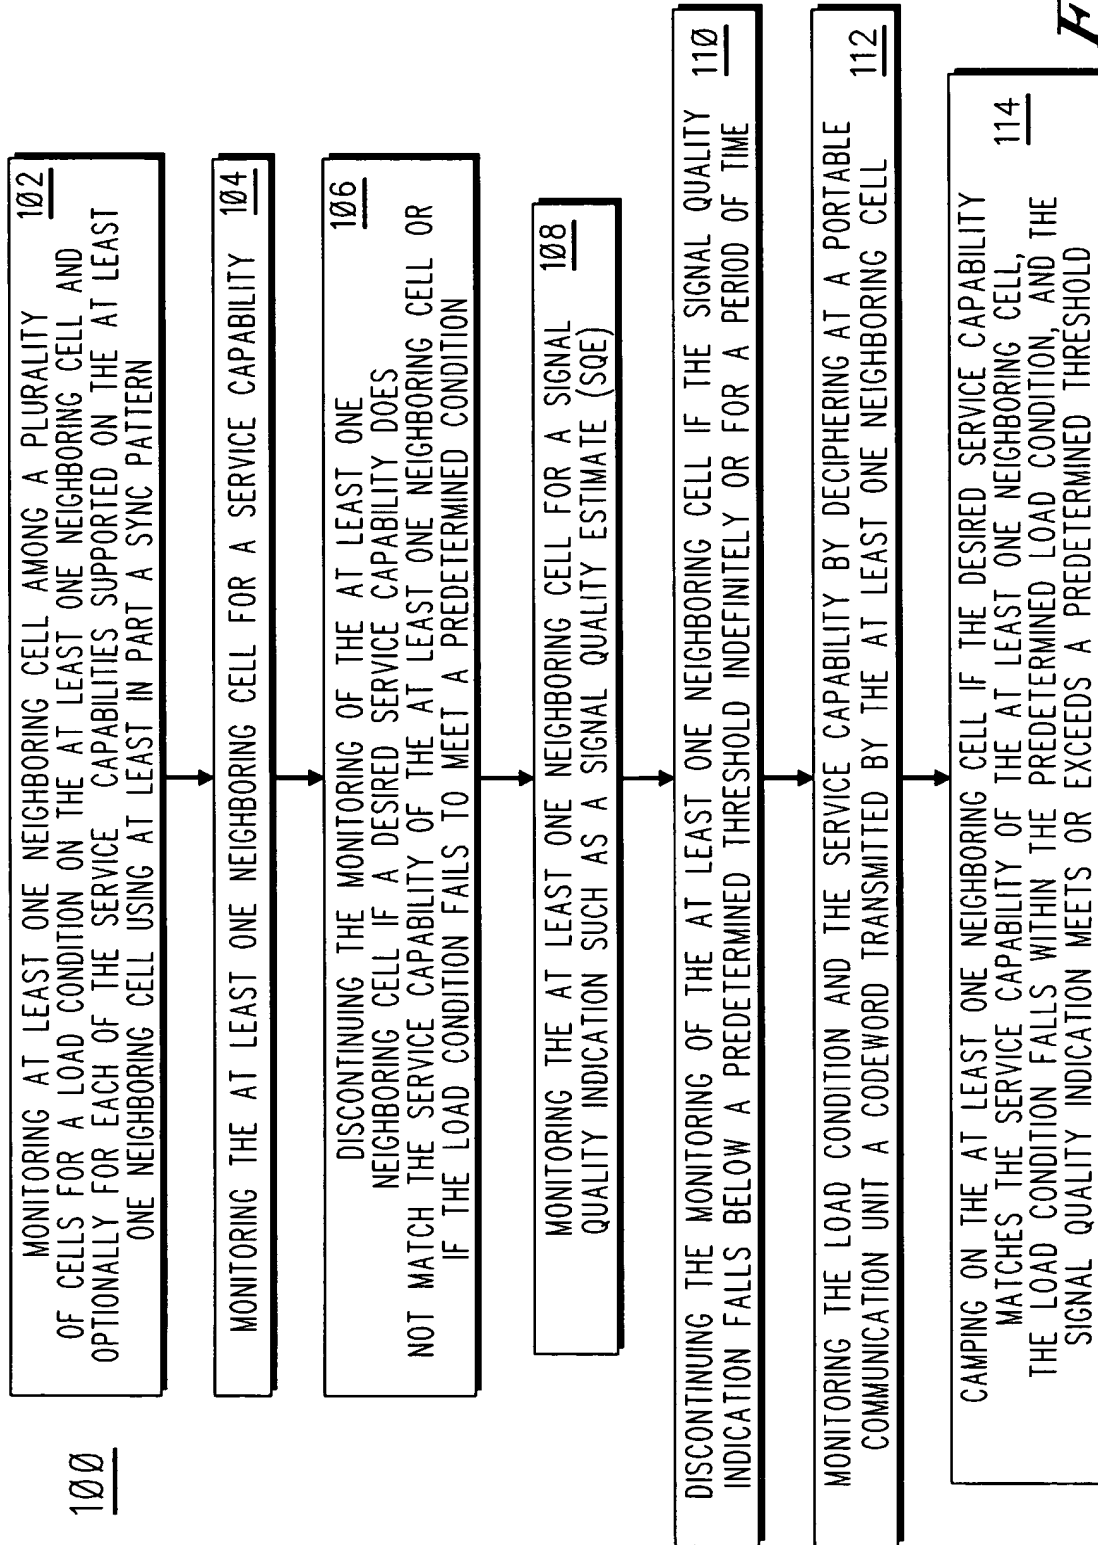 100
102
MONITORING AT LEAST ONE NEIGHBORING CELL AMONG A PLURALITY
OF CELLS FOR A LOAD CONDITION ON THE AT LEAST ONE NEIGHBORING CELL AND
OPTIONALLY FOR EACH OF THE SERVICE CAPABILITIES SUPPORTED ON THE AT LEAST
ONE NEIGHBORING CELL USING AT LEAST IN PART A SYNC PATTERN
MONITORING THE AT LEAST ONE NEIGHBORING CELL FOR A SERVICE CAPABILITY 104
106
DISCONTINUING THE MONITORING OF THE AT LEAST ONE
NEIGHBORING CELL IF A DESIRED SERVICE CAPABILITY DOES
NOT MATCH THE SERVICE CAPABILITY OF THE AT LEAST ONE NEIGHBORING CELL OR
IF THE LOAD CONDITION FAILS TO MEET A PREDETERMINED CONDITION
MONITORING THE AT LEAST ONE NEIGHBORING CELL FOR A SIGNAL 108
QUALITY INDICATION SUCH AS A SIGNAL QUALITY ESTIMATE (SQE)
DISCONTINUING THE MONITORING OF THE AT LEAST ONE NEIGHBORING CELL IF THE SIGNAL QUALITY 110
INDICATION FALLS BELOW A PREDETERMINED THRESHOLD INDEFINITELY OR FOR A PERIOD OF TIME
MONITORING THE LOAD CONDITION AND THE SERVICE CAPABILITY BY DECIPHERING AT A PORTABLE 112
COMMUNICATION UNIT A CODEWORD TRANSMITTED BY THE AT LEAST ONE NEIGHBORING CELL
CAMPING ON THE AT LEAST ONE NEIGHBORING CELL IF THE DESIRED SERVICE CAPABILITY 114
MATCHES THE SERVICE CAPABILITY OF THE AT LEAST ONE NEIGHBORING CELL,
THE LOAD CONDITION FALLS WITHIN THE PREDETERMINED LOAD CONDITION, AND THE
SIGNAL QUALITY INDICATION MEETS OR EXCEEDS A PREDETERMINED THRESHOLD